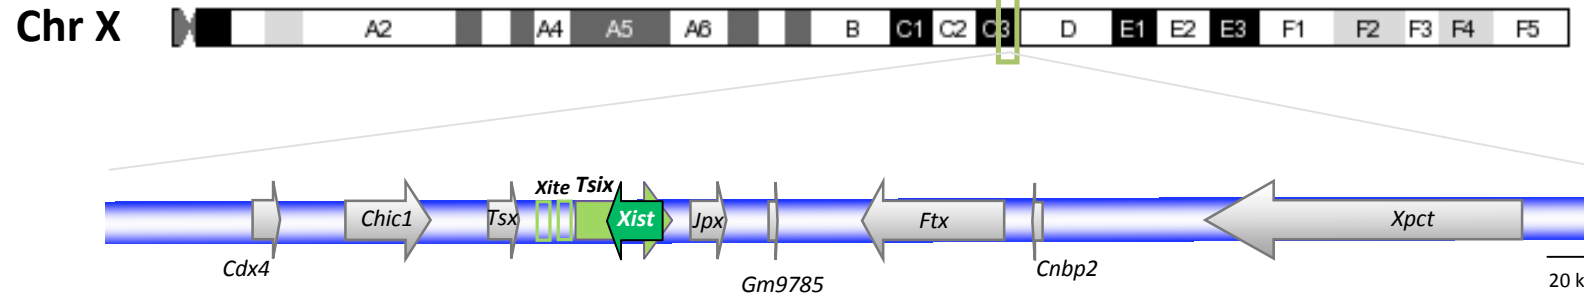 Chr X
A2 A4 A5 A6 B C1 C2 C3 D E1 E2 E3 F1 F2 F3 F4 F5
Xite Tsix
Chic1 Tsx Xist Jpx Ftx Xpct
Cdx4 Gm9785 Cnbp2
20 k